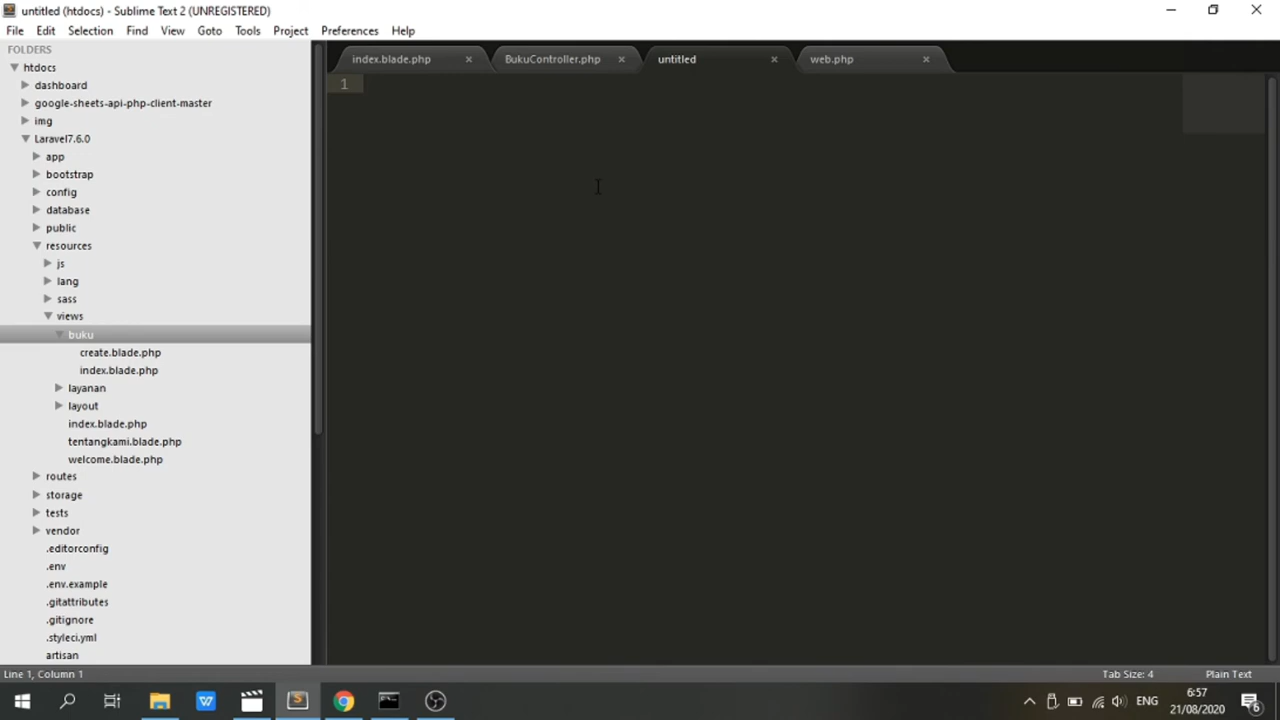 untitled (htdocs) - Sublime Text 2 (UNREGISTERED)
File Edit Selection Find View Goto Tools Project Preferences Help
FOLDERS
htdocs
dashboard
google-sheets-api-php-client-master
img
Laravel7.6.0
app
bootstrap
config
database
public
resources
js
lang
sass
views
buku
create.blade.php
index.blade.php
layanan
layout
index.blade.php
tentangkami.blade.php
welcome.blade.php
routes
storage
tests
vendor
.editorconfig
.env
.env.example
.gitattributes
.gitignore
.styleci.yml
artisan
index.blade.php BukuController.php untitled web.php
1
Line 1, Column 1 Tab Size: 4 Plain Text
ENG
6:57
21/08/2020
6